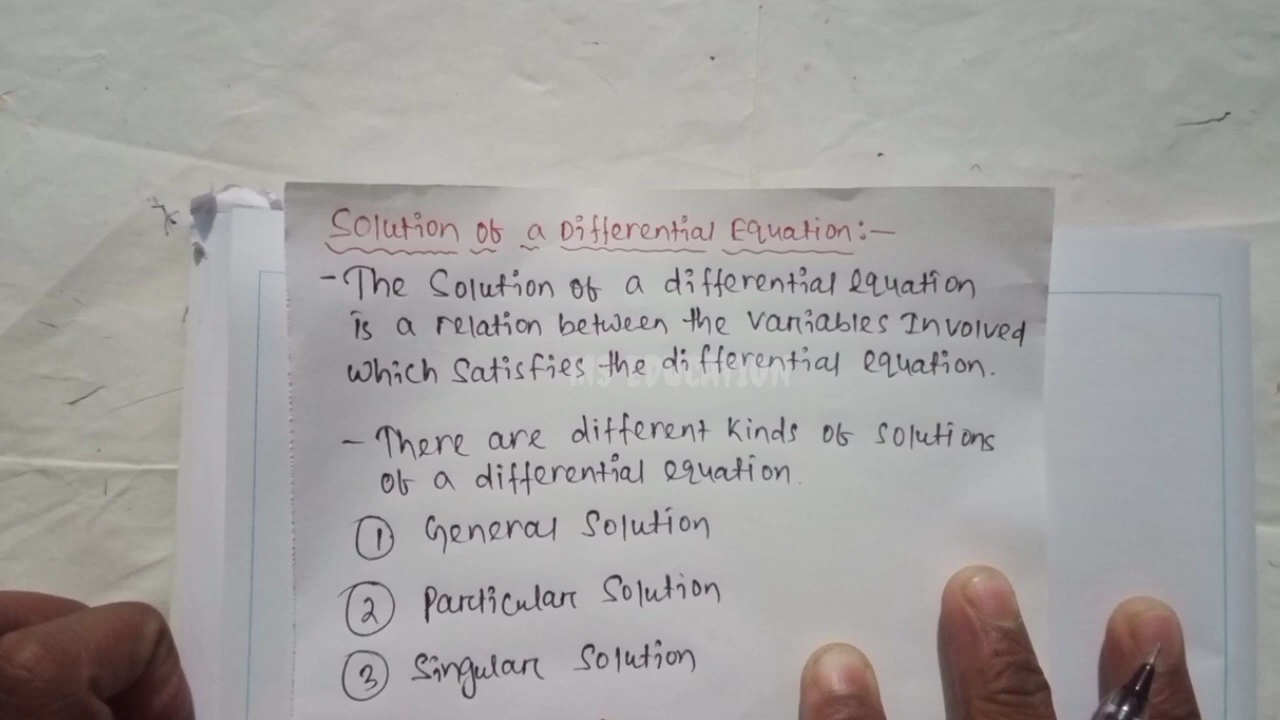 Solution of a Differential Equation:-
- The Solution of a differential equation
is a relation between the variables Involved
which satisfies the differential equation.
MS EDUCATION
- There are different kinds of solutions
of a differential equation.
① General Solution
② Particular Solution
③ Singular Solution